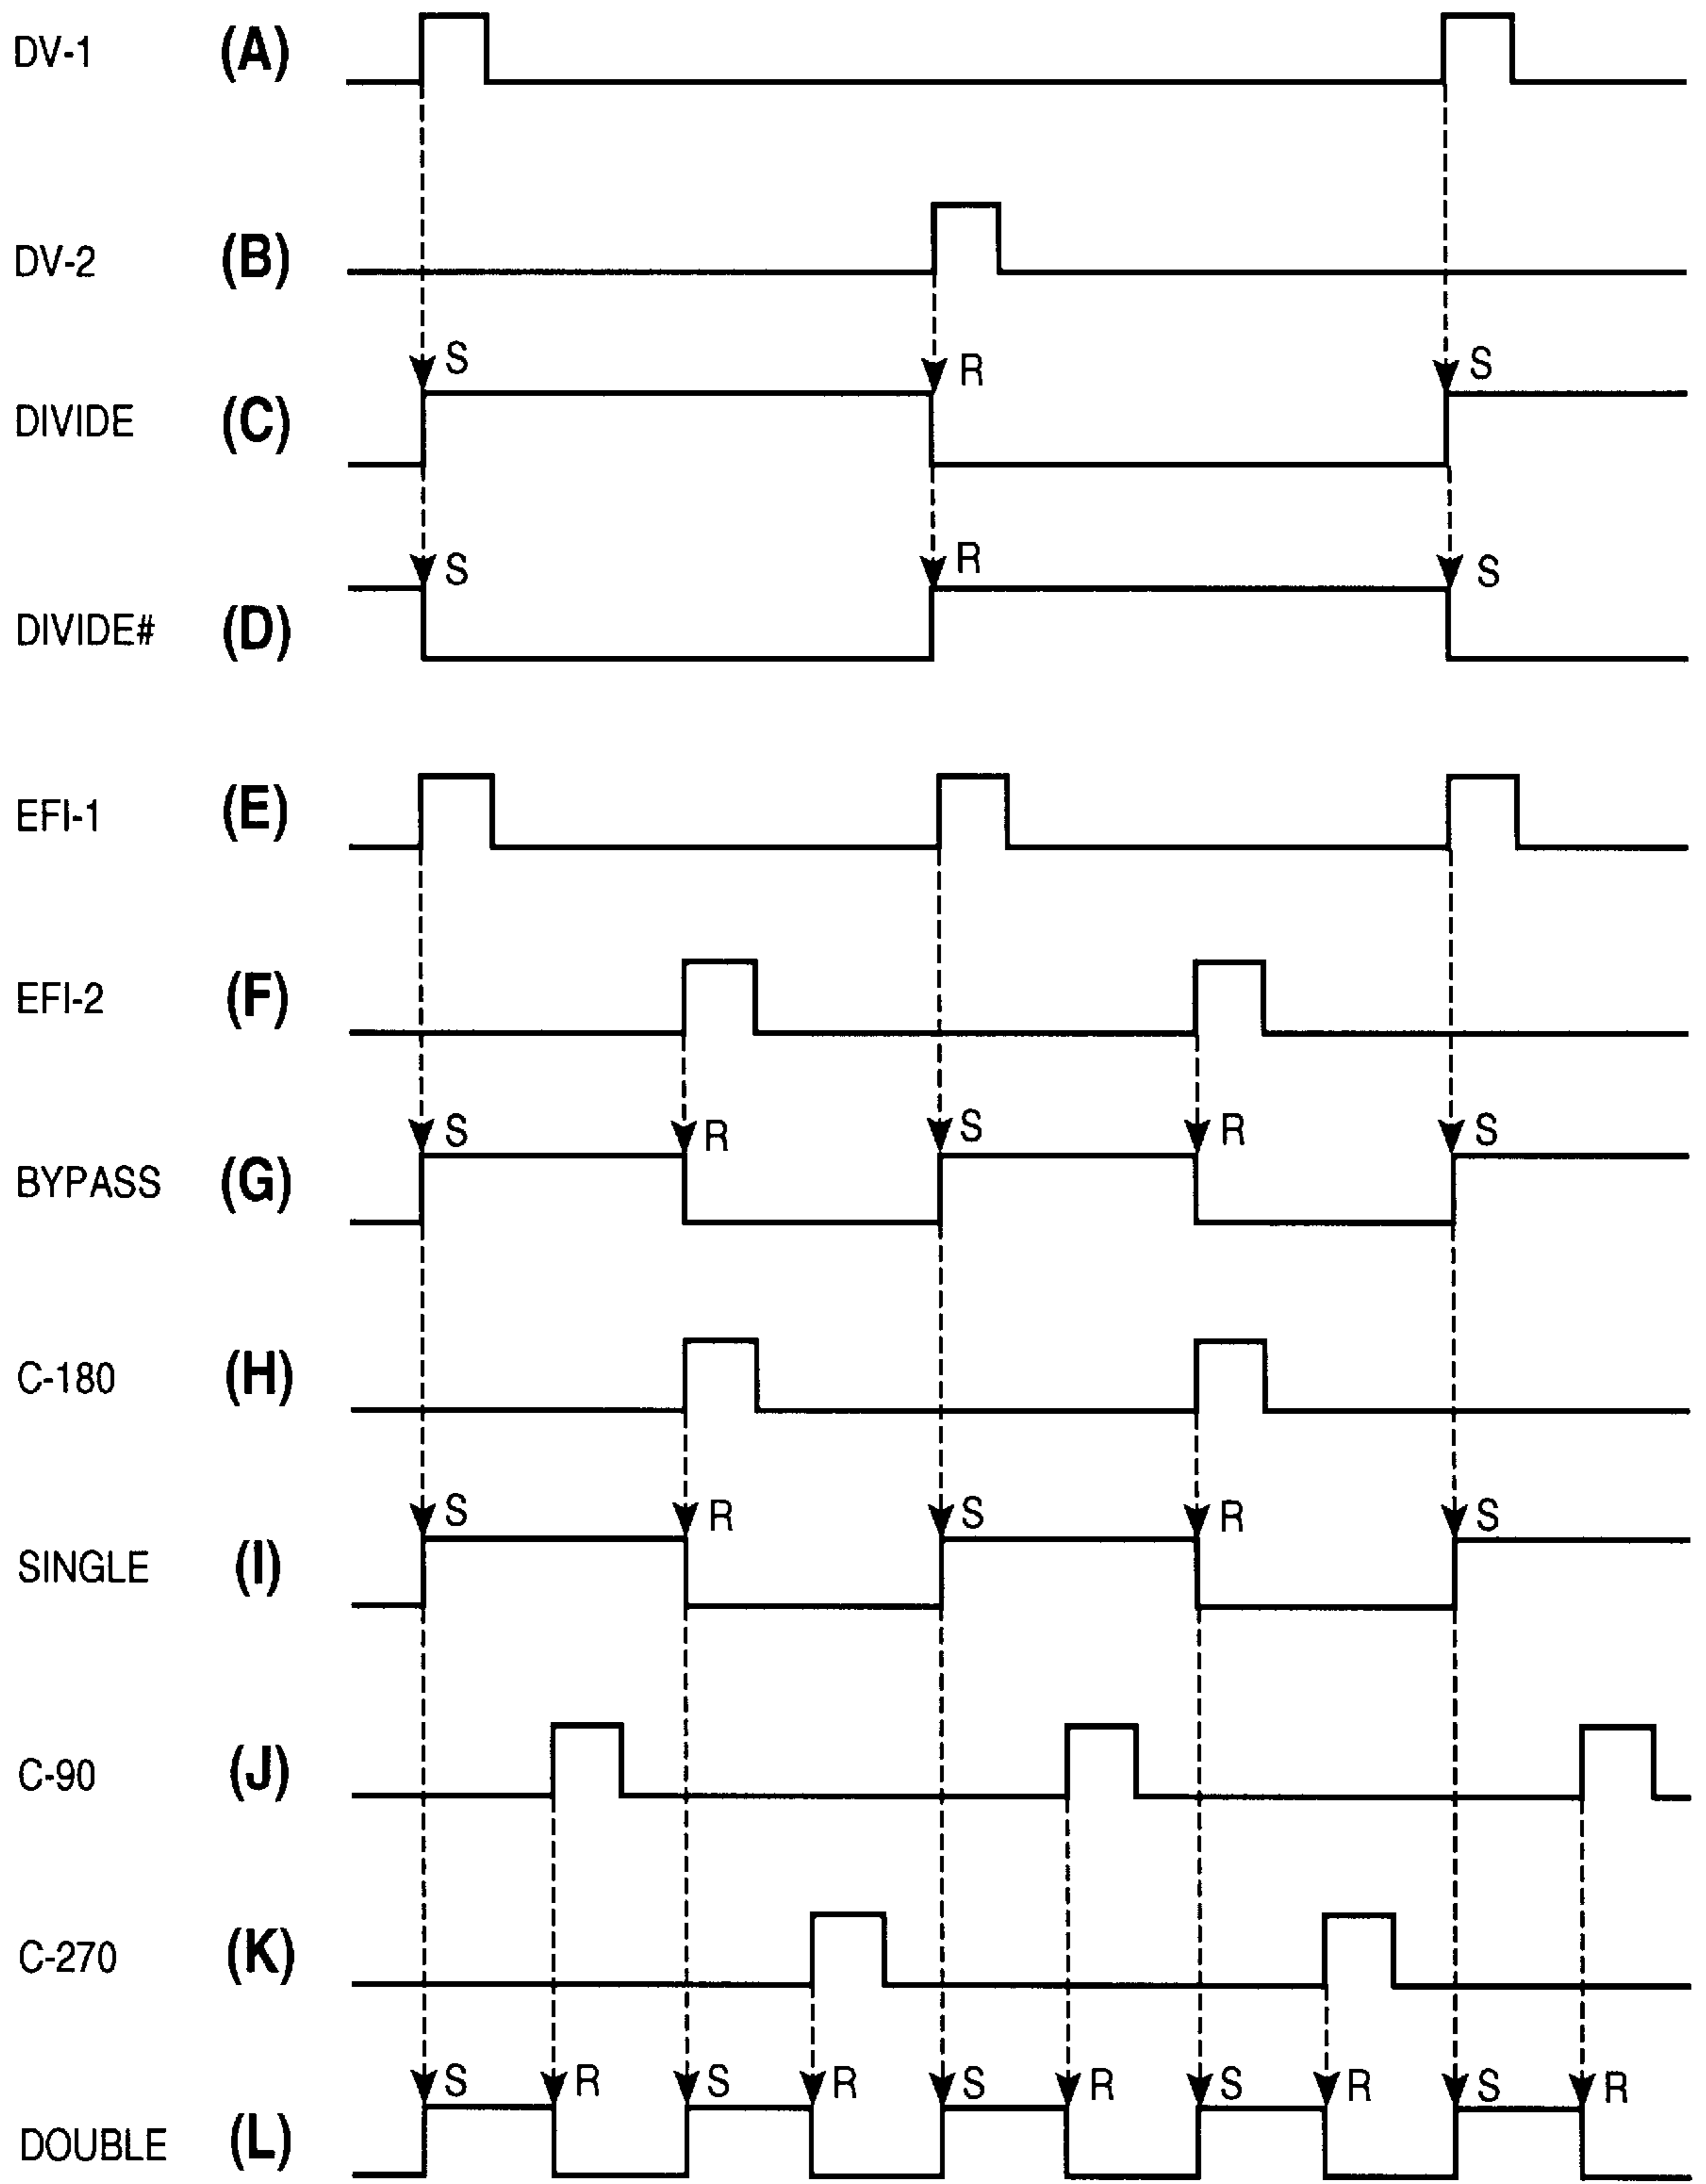 DV-1 (A)
DV-2 (B)
S R S
DIVIDE (C)
S R S
DIVIDE# (D)
EFI-1 (E)
EFI-2 (F)
S R S R S
BYPASS (G)
C-180 (H)
S R S R S
SINGLE (I)
C-90 (J)
C-270 (K)
S R S R S R S R S R
DOUBLE (L)